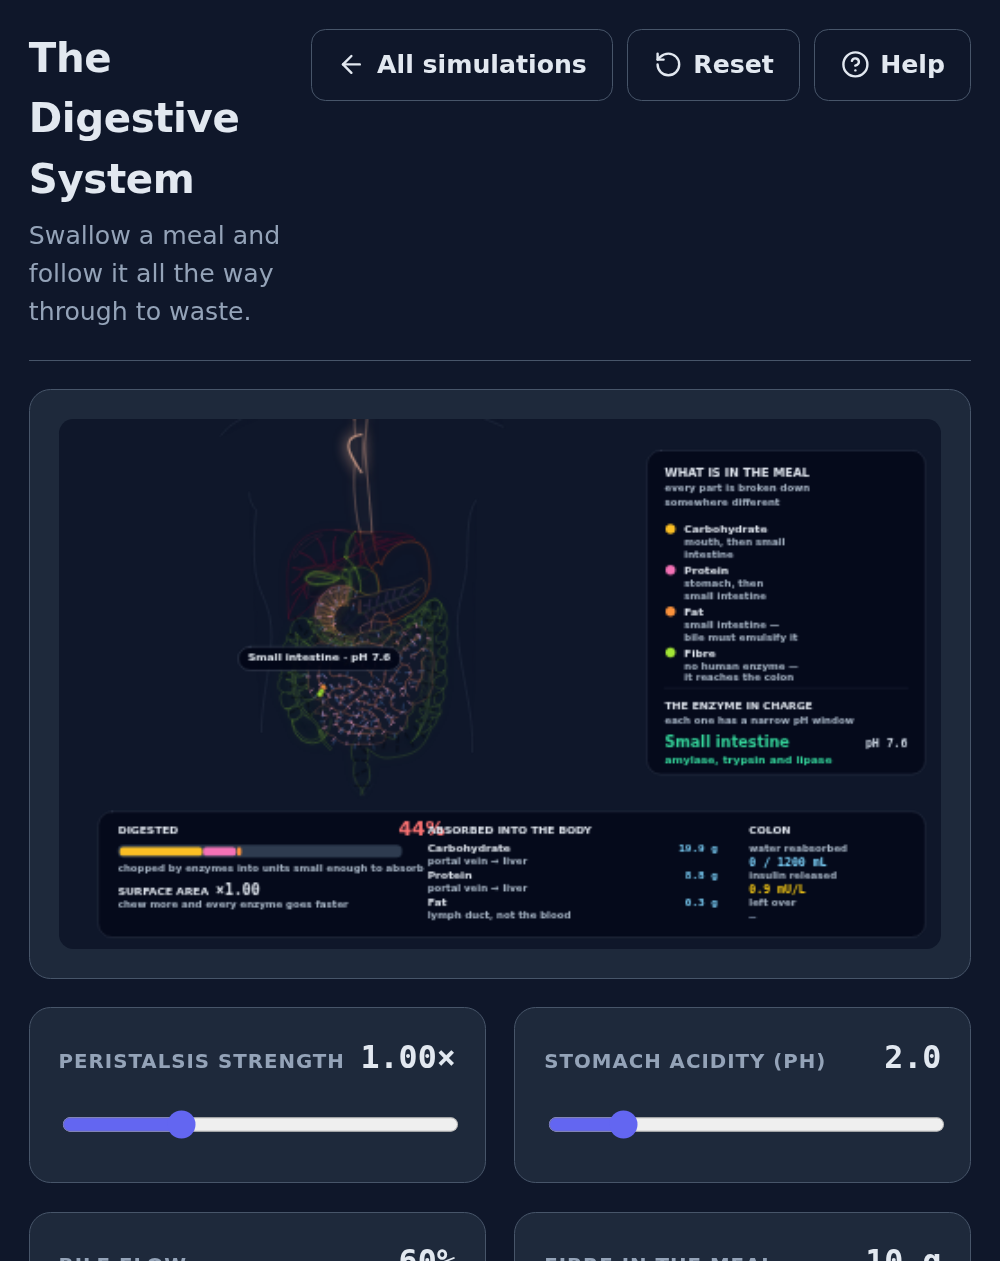 The
Digestive
System
Swallow a meal and
follow it all the way
through to waste.
All simulations
Reset
Help
WHAT IS IN THE MEAL
every part is broken down
somewhere different
Carbohydrate
mouth, then small
intestine
Protein
stomach, then
small intestine
Fat
small intestine —
bile must emulsify it
Fibre
no human enzyme —
it reaches the colon
THE ENZYME IN CHARGE
each one has a narrow pH window
Small intestine pH 7.6
amylase, trypsin and lipase
Small intestine - pH 7.6
DIGESTED 44%
chopped by enzymes into units small enough to absorb
SURFACE AREA ×1.00
chew more and every enzyme goes faster
ABSORBED INTO THE BODY
Carbohydrate 19.9 g
portal vein → liver
Protein 8.8 g
portal vein → liver
Fat 0.3 g
lymph duct, not the blood
COLON
water reabsorbed
0 / 1200 mL
insulin released
0.9 mU/L
left over
—
PERISTALSIS STRENGTH 1.00×
STOMACH ACIDITY (PH) 2.0
BILE FLOW 60%
FIBRE IN THE MEAL 10 g